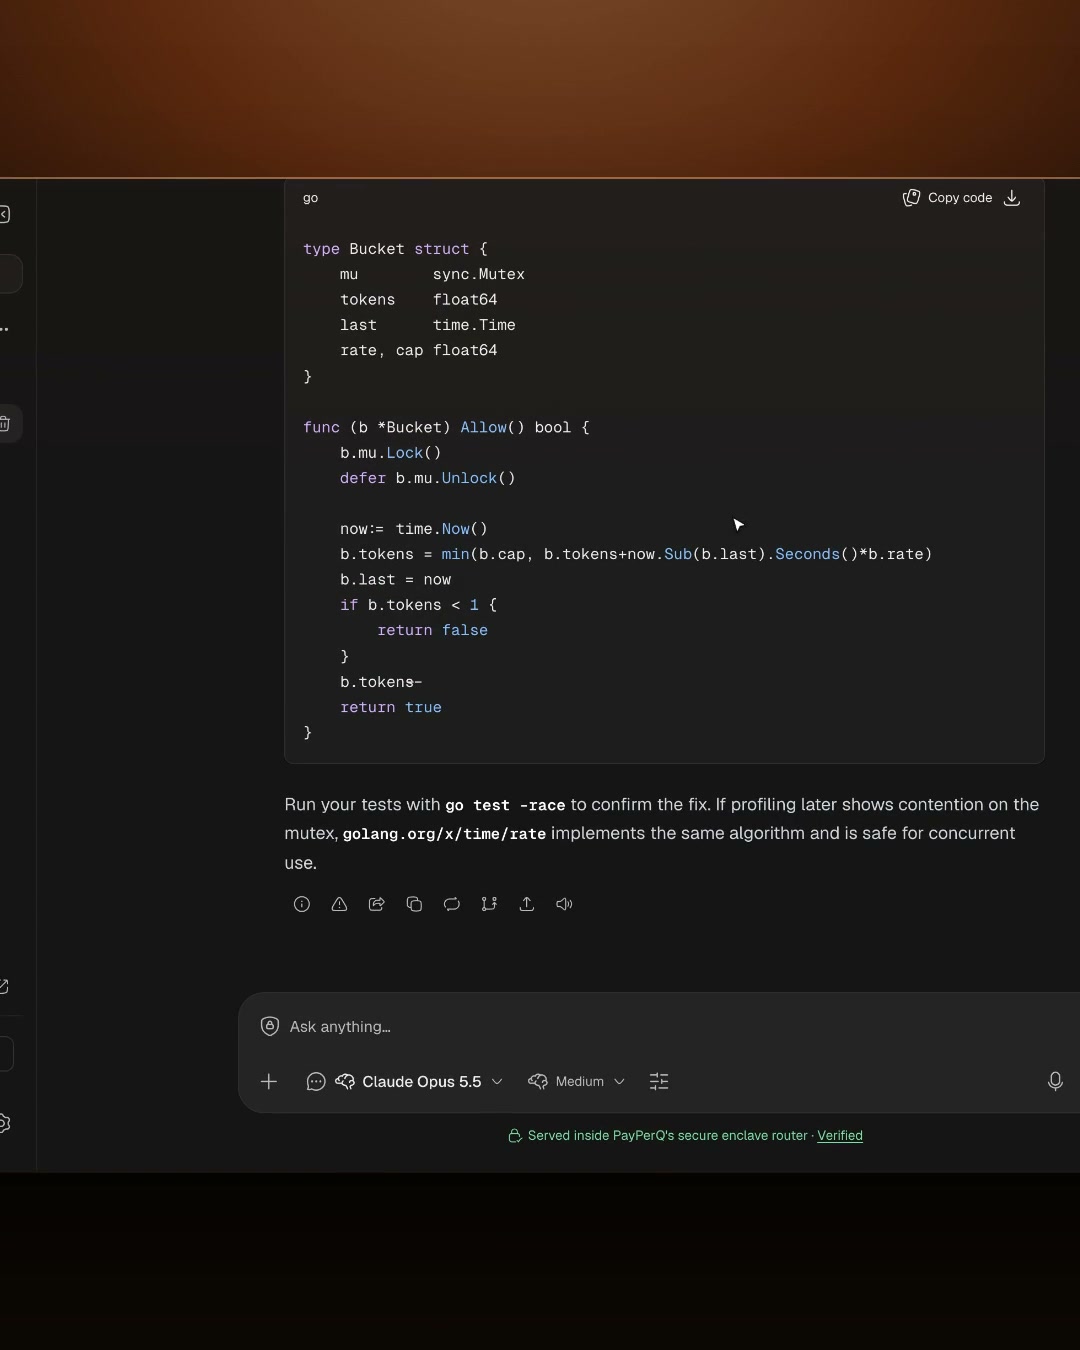 go
Copy code
type Bucket struct {
    mu        sync.Mutex
    tokens    float64
    last      time.Time
    rate, cap float64
}
func (b *Bucket) Allow() bool {
    b.mu.Lock()
    defer b.mu.Unlock()
    now := time.Now()
    b.tokens = min(b.cap, b.tokens+now.Sub(b.last).Seconds()*b.rate)
    b.last = now
    if b.tokens < 1 {
        return false
    }
    b.tokens--
    return true
}
Run your tests with go test -race to confirm the fix. If profiling later shows contention on the
mutex, golang.org/x/time/rate implements the same algorithm and is safe for concurrent
use.
Ask anything...
Claude Opus 5.5
Medium
Served inside PayPerQ's secure enclave router · Verified